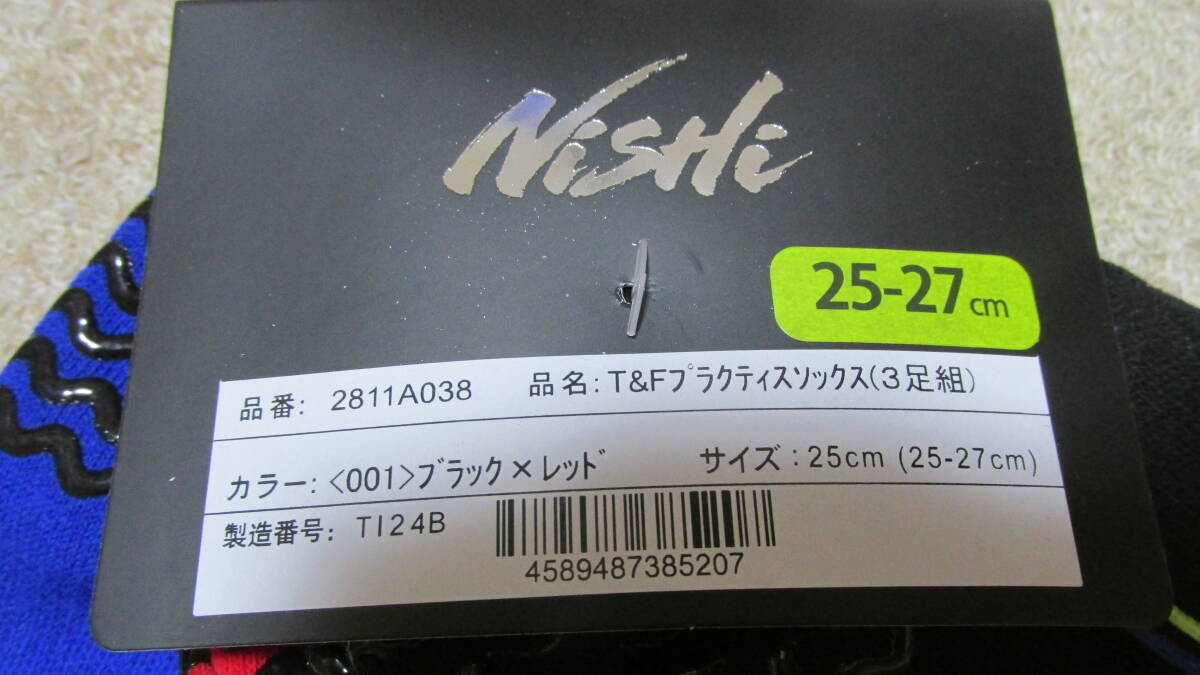 NiSHi
25-27cm
品番: 2811A038 品名:T&Fﾌﾟﾗｸﾃｨｽｿｯｸｽ(3足組)
カラー:<001>ﾌﾞﾗｯｸ×ﾚｯﾄﾞ サイズ:25cm (25-27cm)
製造番号: TI24B
4589487385207